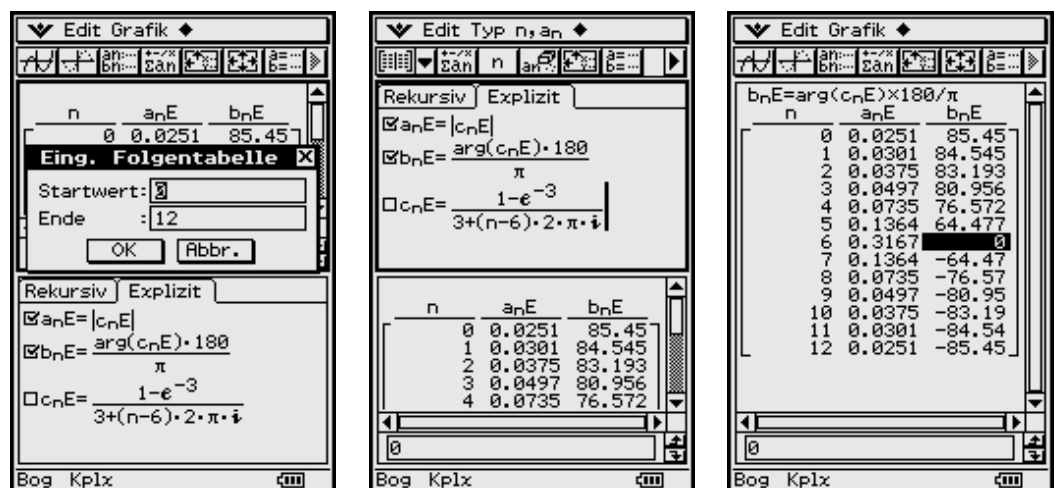 Edit Grafik ◆
n anE bnE
0 0.0251 85.45
Eing. Folgentabelle X
Startwert:
Ende :12
OK Abbr.
Rekursiv Explizit
☑anE=|cnE|
☑bnE= arg(cnE)·180
π
□cnE= 1-e^-3
3+(n-6)·2·π·i
Bog Kplx
Edit Typ n,an ◆
n
Rekursiv Explizit
☑anE=|cnE|
☑bnE= arg(cnE)·180
π
□cnE= 1-e^-3
3+(n-6)·2·π·i
n anE bnE
0 0.0251 85.45
1 0.0301 84.545
2 0.0375 83.193
3 0.0497 80.956
4 0.0735 76.572
0
Bog Kplx
Edit Grafik ◆
bnE=arg(cnE)×180/π
n anE bnE
0 0.0251 85.45
1 0.0301 84.545
2 0.0375 83.193
3 0.0497 80.956
4 0.0735 76.572
5 0.1364 64.477
6 0.3167 0
7 0.1364 -64.47
8 0.0735 -76.57
9 0.0497 -80.95
10 0.0375 -83.19
11 0.0301 -84.54
12 0.0251 -85.45
0
Bog Kplx